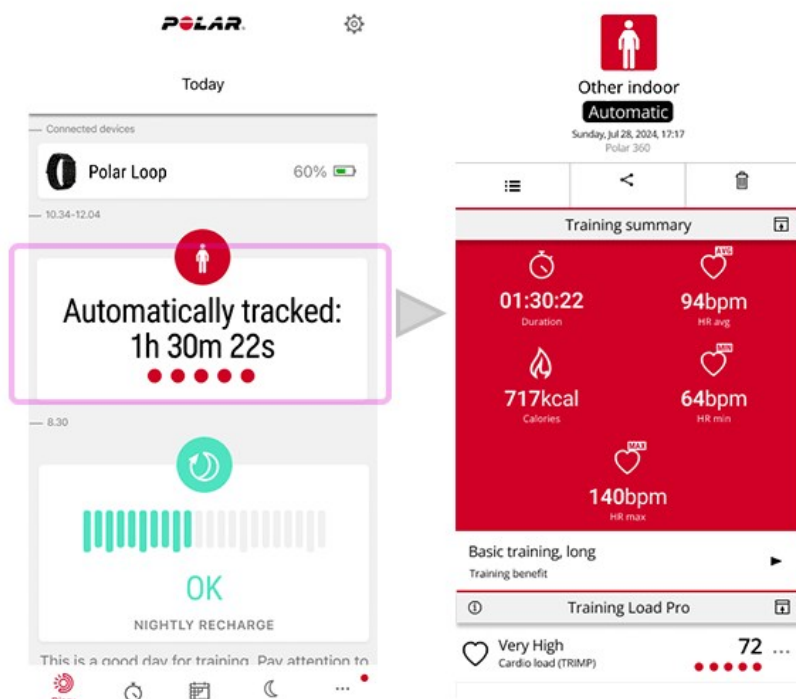 POLAR
Today
Connected devices
Polar Loop 60%
10.34-12.04
Automatically tracked:
1h 30m 22s
8.30
OK
NIGHTLY RECHARGE
This is a good day for training. Pay attention to
Other indoor
Automatic
Sunday, Jul 28, 2024, 17:17
Polar 360
Training summary
AVG
01:30:22 94bpm
Duration HR avg
MIN
717kcal 64bpm
Calories HR min
MAX
140bpm
HR max
Basic training, long
Training benefit
Training Load Pro
Very High 72
Cardio load (TRIMP)